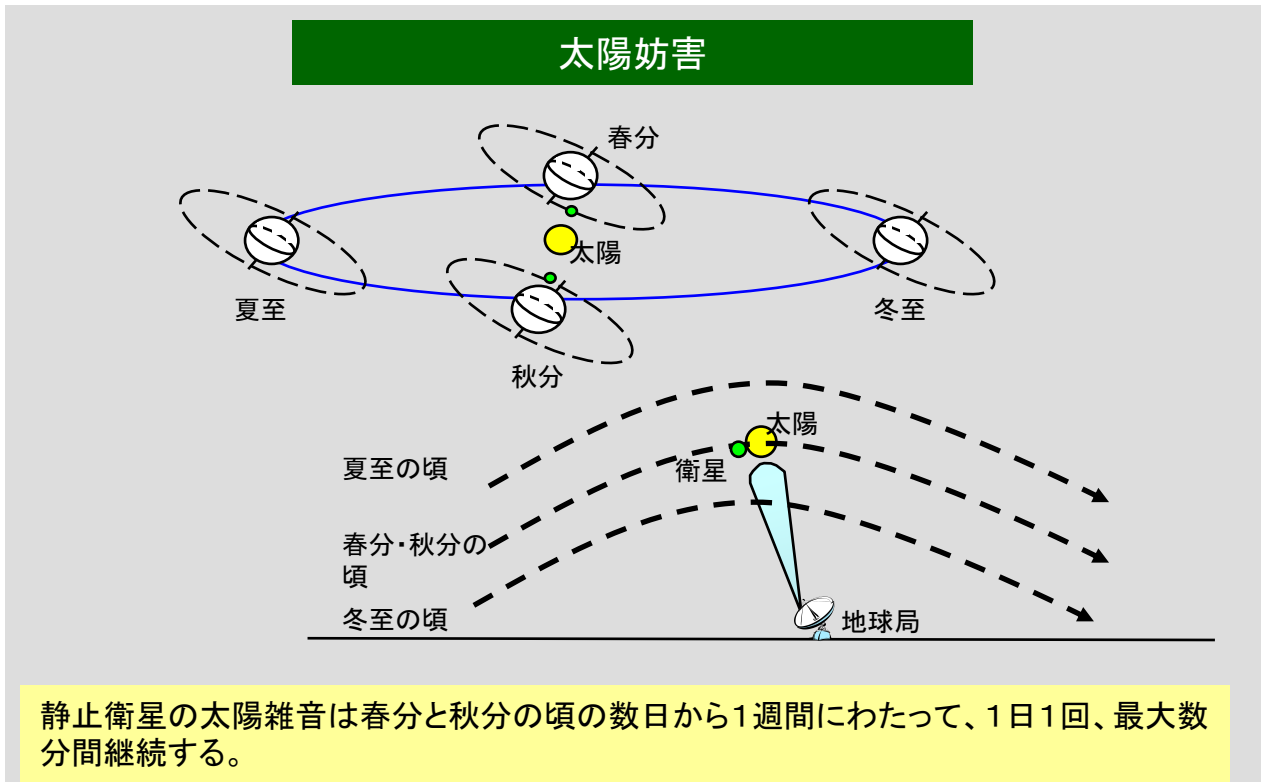 太陽妨害
春分
太陽
夏至
冬至
秋分
太陽
衛星
夏至の頃
春分・秋分の
頃
冬至の頃
地球局
静止衛星の太陽雑音は春分と秋分の頃の数日から1週間にわたって、1日1回、最大数
分間継続する。